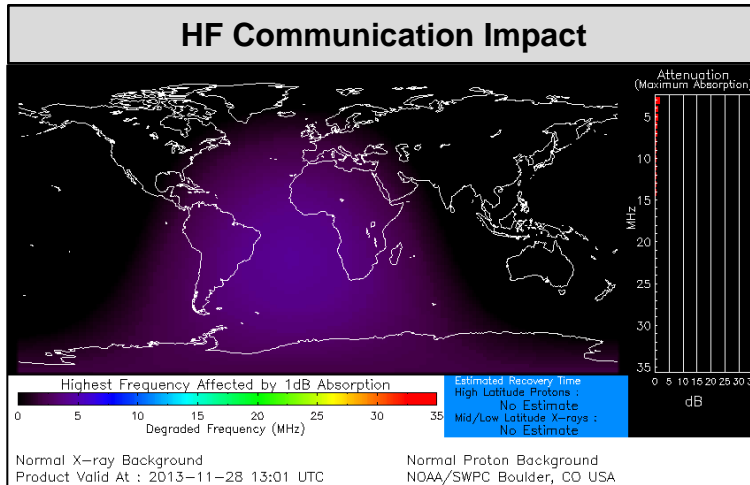 HF Communication Impact
Attenuation
(Maximum Absorption)
5
10
15
20
25
30
35
MHz
0 5 10 15 20 25 30
dB
Highest Frequency Affected by 1dB Absorption
0 5 10 15 20 25 30 35
Degraded Frequency (MHz)
Estimated Recovery Time
High Latitude Protons :
No Estimate
Mid/Low Latitude X-rays :
No Estimate
Normal X-ray Background
Product Valid At : 2013-11-28 13:01 UTC
Normal Proton Background
NOAA/SWPC Boulder, CO USA